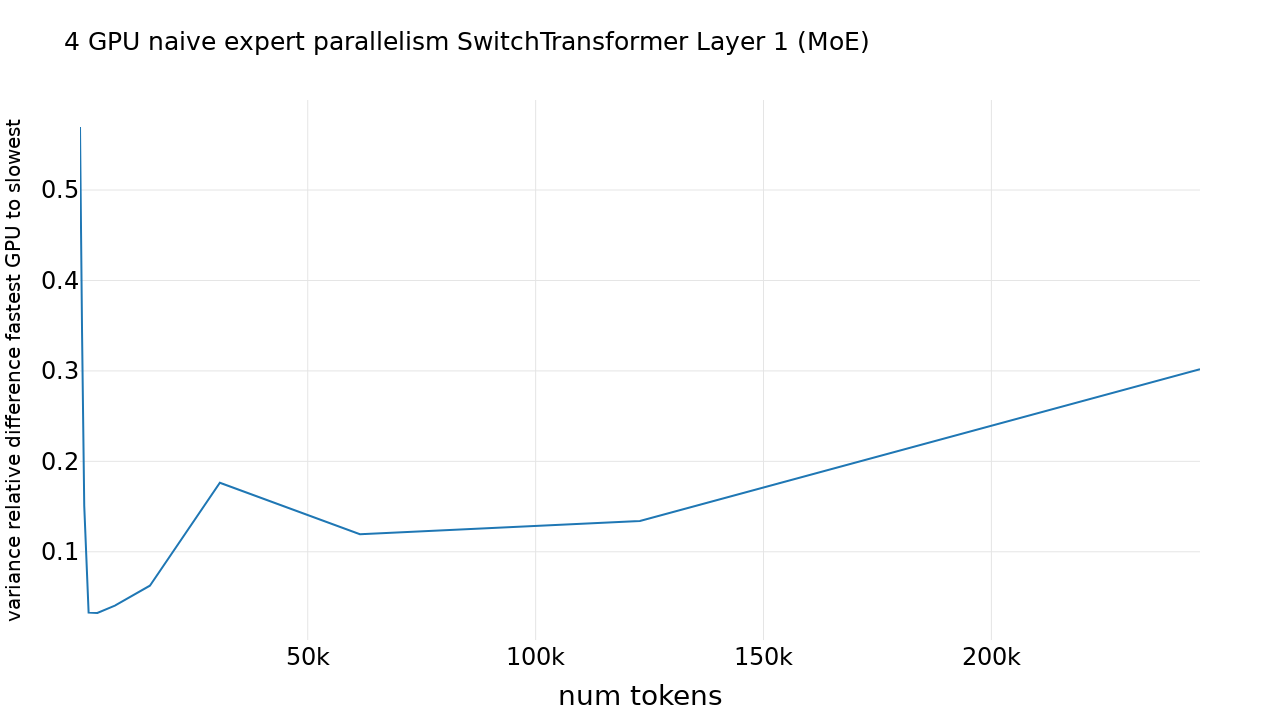 4 GPU naive expert parallelism SwitchTransformer Layer 1 (MoE)
variance relative difference fastest GPU to slowest
0.5
0.4
0.3
0.2
0.1
50k
100k
150k
200k
num tokens